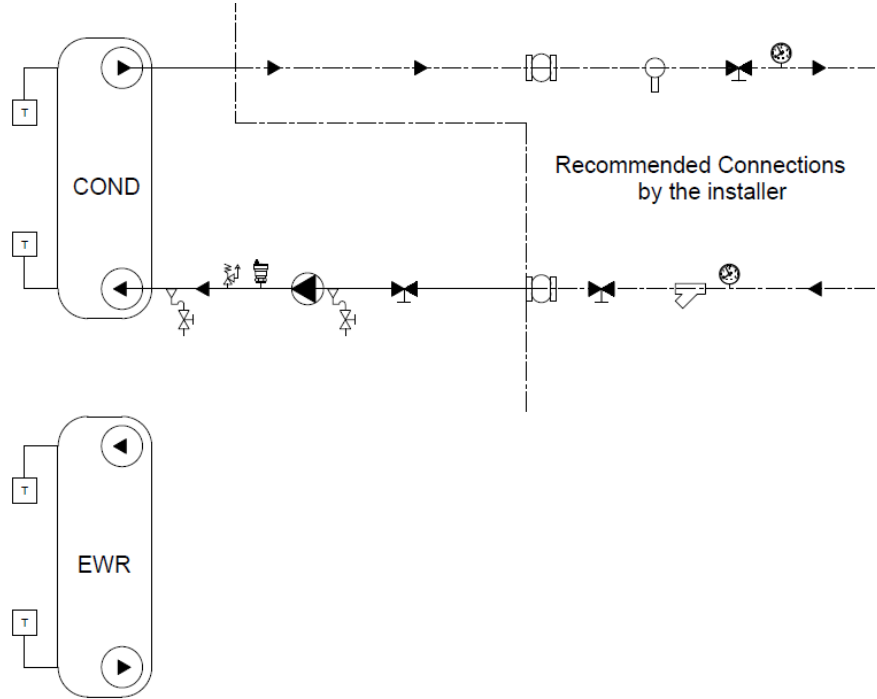 T
COND
Recommended Connections
by the installer
T
T
EWR
T